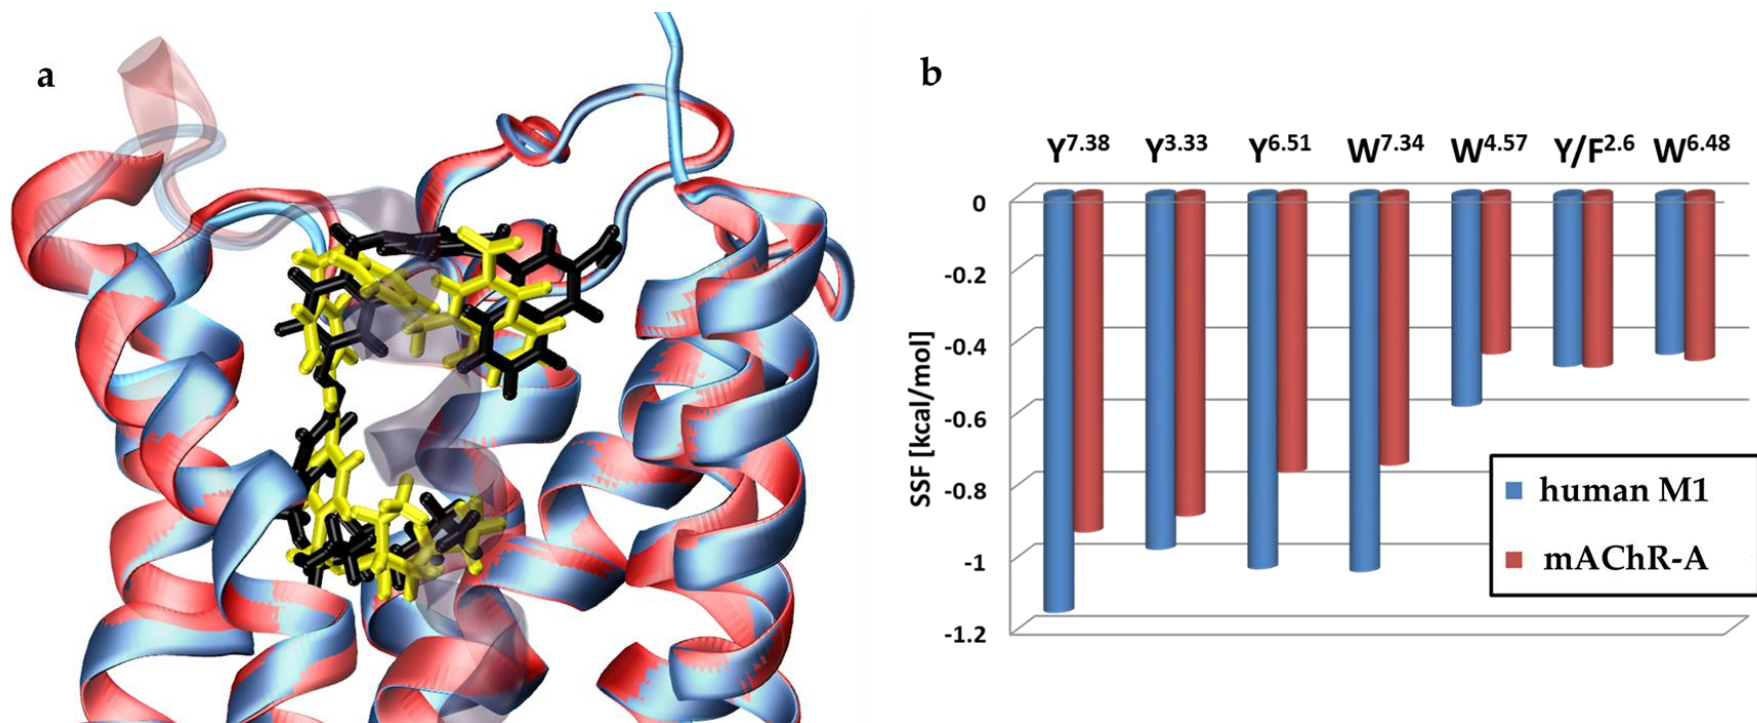 a
b
Y7.38 Y3.33 Y6.51 W7.34 W4.57 Y/F2.6 W6.48
0
-0.2
-0.4
-0.6
-0.8
-1
-1.2
SSF [kcal/mol]
human M1
mAChR-A